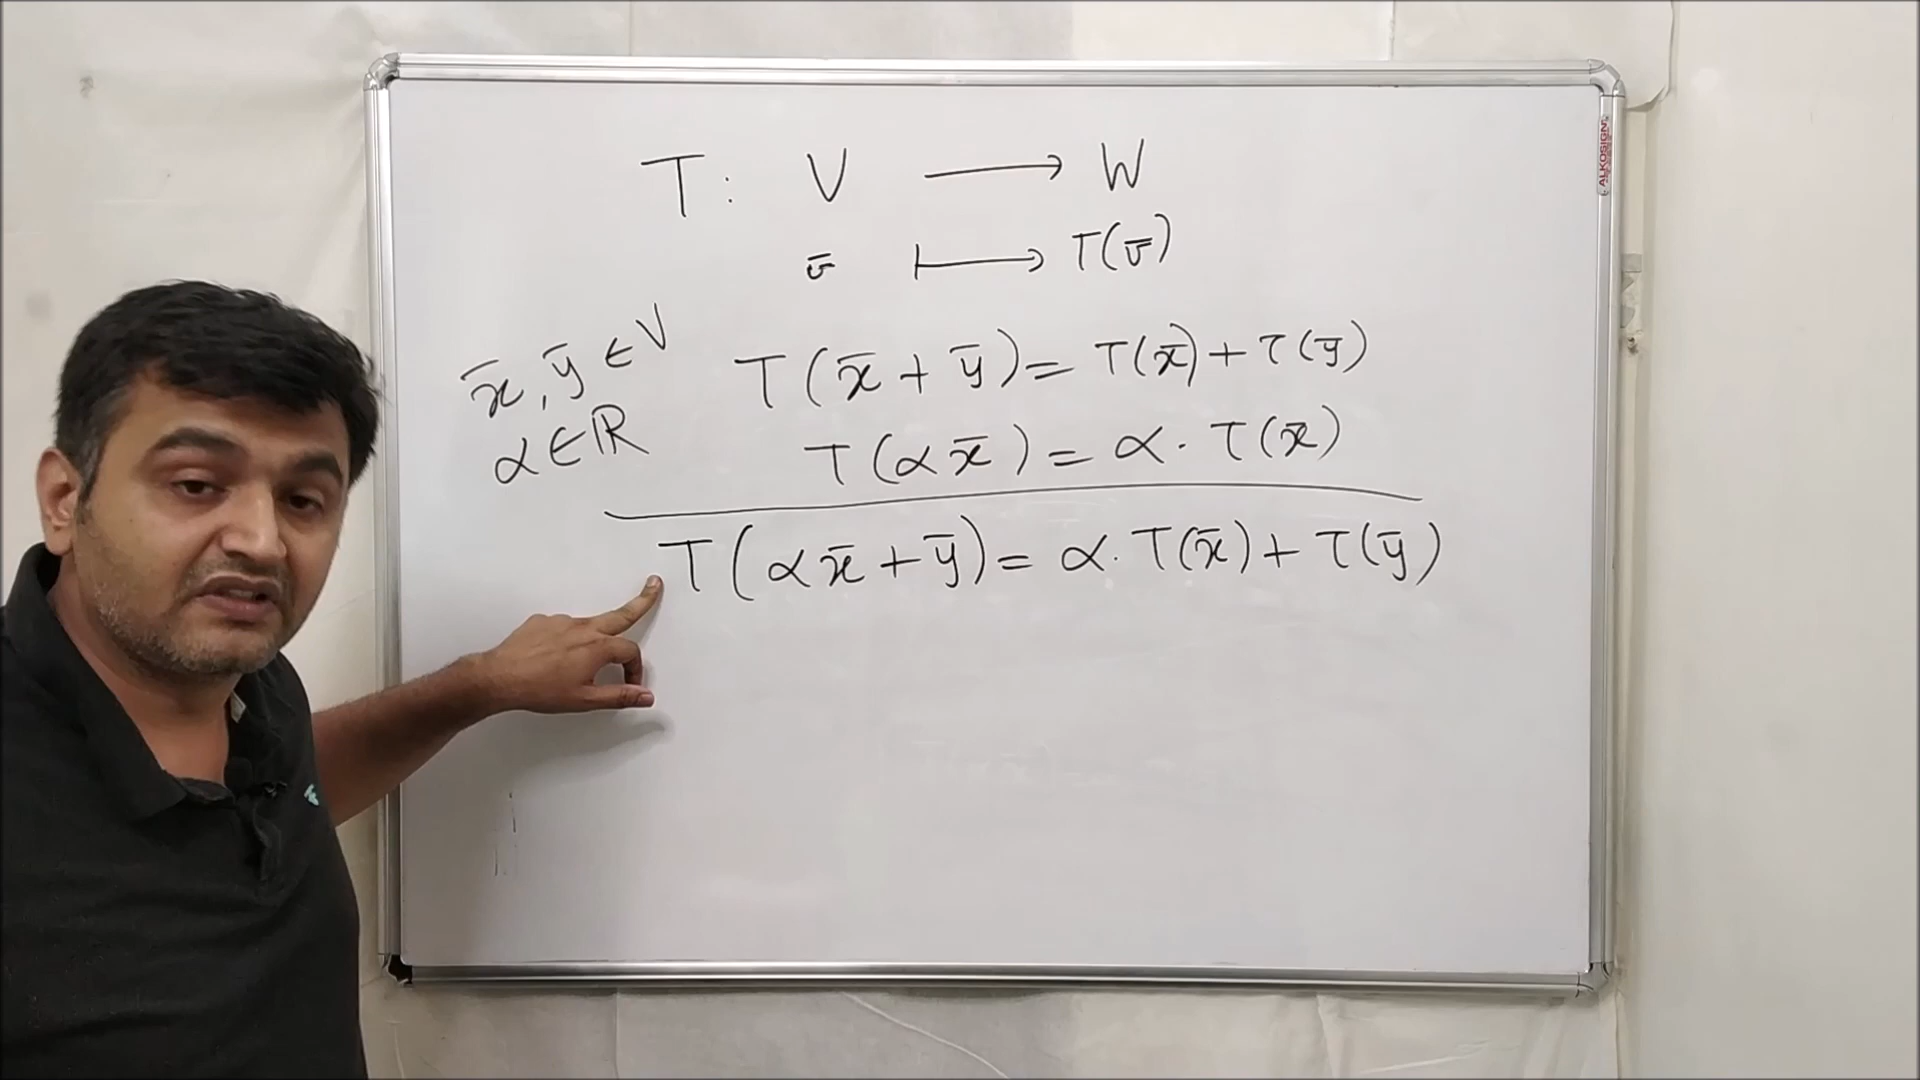 T: V ⟶ W
v̄ ⟼ T(v̄)
x̄, ȳ ∈ V
T(x̄ + ȳ) = T(x̄) + T(ȳ)
α ∈ ℝ
T(αx̄) = α · T(x̄)
T(αx̄ + ȳ) = α · T(x̄) + T(ȳ)
ALKOSIGN